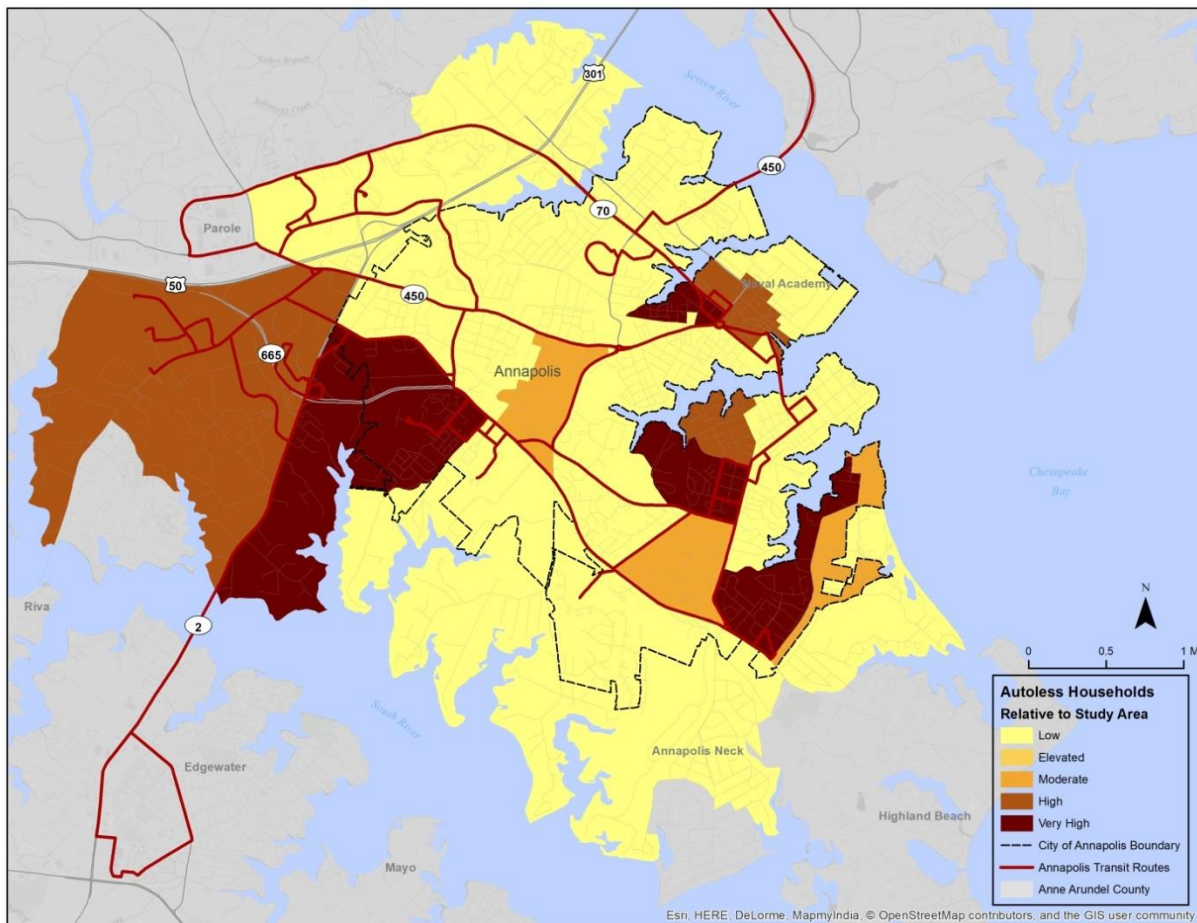 301
Severn River
450
70
Parole
Naval Academy
50
450
665
Annapolis
Chesapeake
Bay
N
Riva
2
0 0.5 1 M
South River
Annapolis Neck
Edgewater
Highland Beach
Mayo
Autoless Households
Relative to Study Area
Low
Elevated
Moderate
High
Very High
City of Annapolis Boundary
Annapolis Transit Routes
Anne Arundel County
Esri, HERE, DeLorme, MapmyIndia, © OpenStreetMap contributors, and the GIS user community